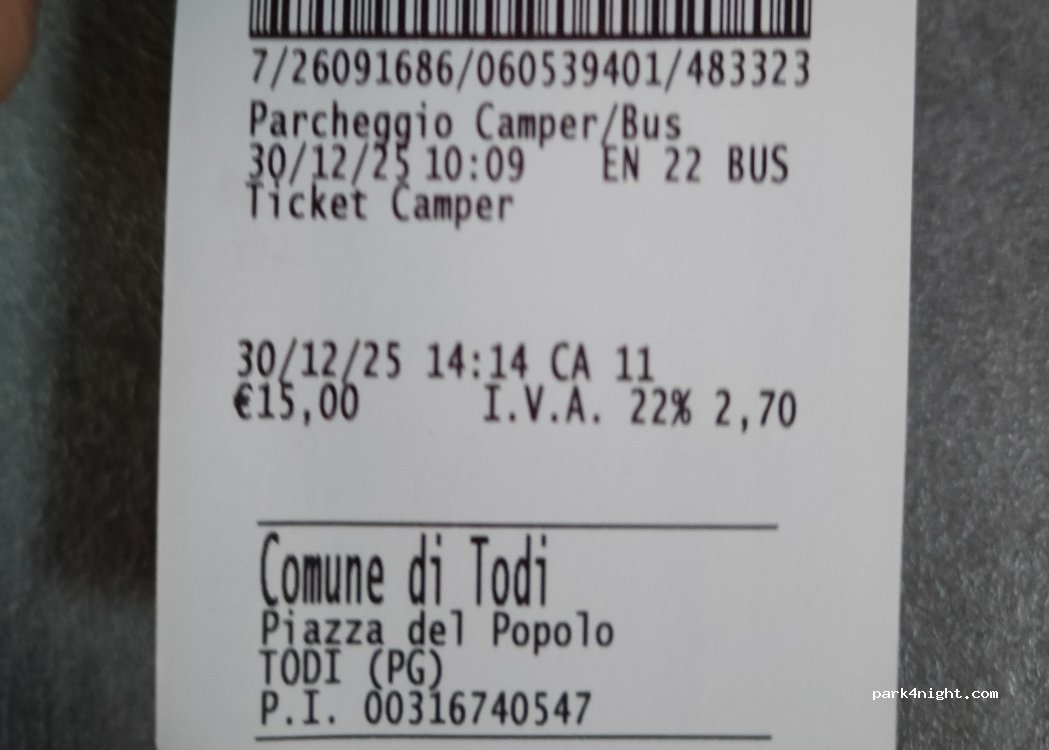 7/26091686/060539401/483323
Parcheggio Camper/Bus
30/12/25 10:09 EN 22 BUS
Ticket Camper
30/12/25 14:14 CA 11
€15,00 I.V.A. 22% 2,70
Comune di Todi
Piazza del Popolo
TODI (PG)
P.I. 00316740547
park4night.com